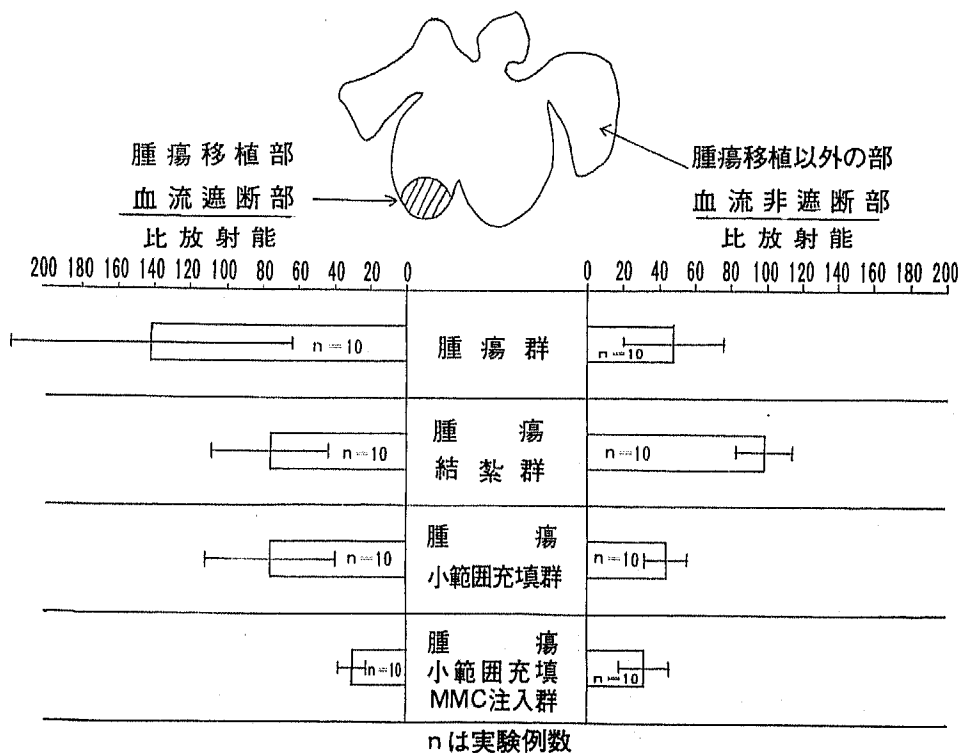 腫瘍移植部
血流遮断部
比放射能
腫瘍移植以外の部
血流非遮断部
比放射能
200 180 160 140 120 100 80 60 40 20 0
0 20 40 60 80 100 120 140 160 180 200
n=10
腫瘍群
n=10
n=10
腫瘍
結紮群
n=10
n=10
腫瘍
小範囲充填群
n=10
n=10
腫瘍
小範囲充填
MMC注入群
n=10
nは実験例数